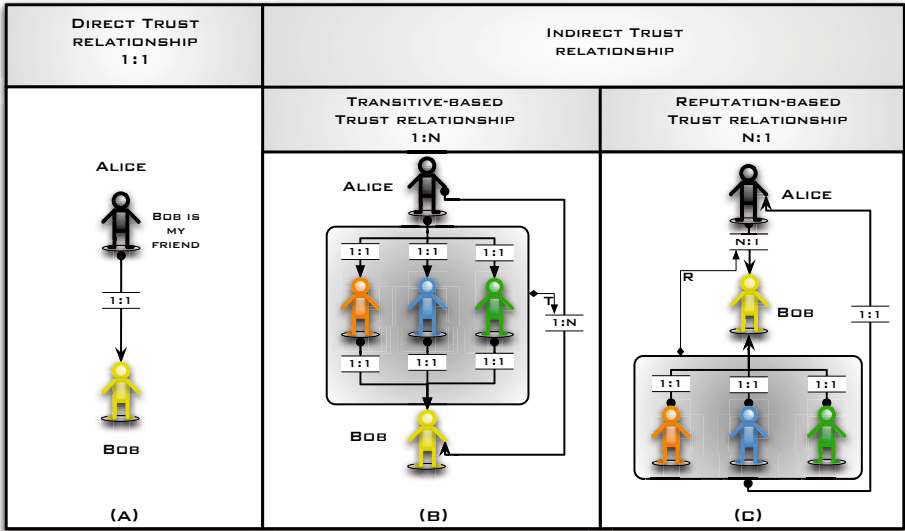 DIRECT TRUST
RELATIONSHIP
1:1
INDIRECT TRUST
RELATIONSHIP
TRANSITIVE-BASED
TRUST RELATIONSHIP
1:N
REPUTATION-BASED
TRUST RELATIONSHIP
N:1
ALICE
BOB IS
MY
FRIEND
1:1
BOB
(A)
ALICE
1:1 1:1 1:1
T
1:N
1:1 1:1 1:1
BOB
(B)
ALICE
N:1
R
BOB
1:1
1:1 1:1 1:1
(C)